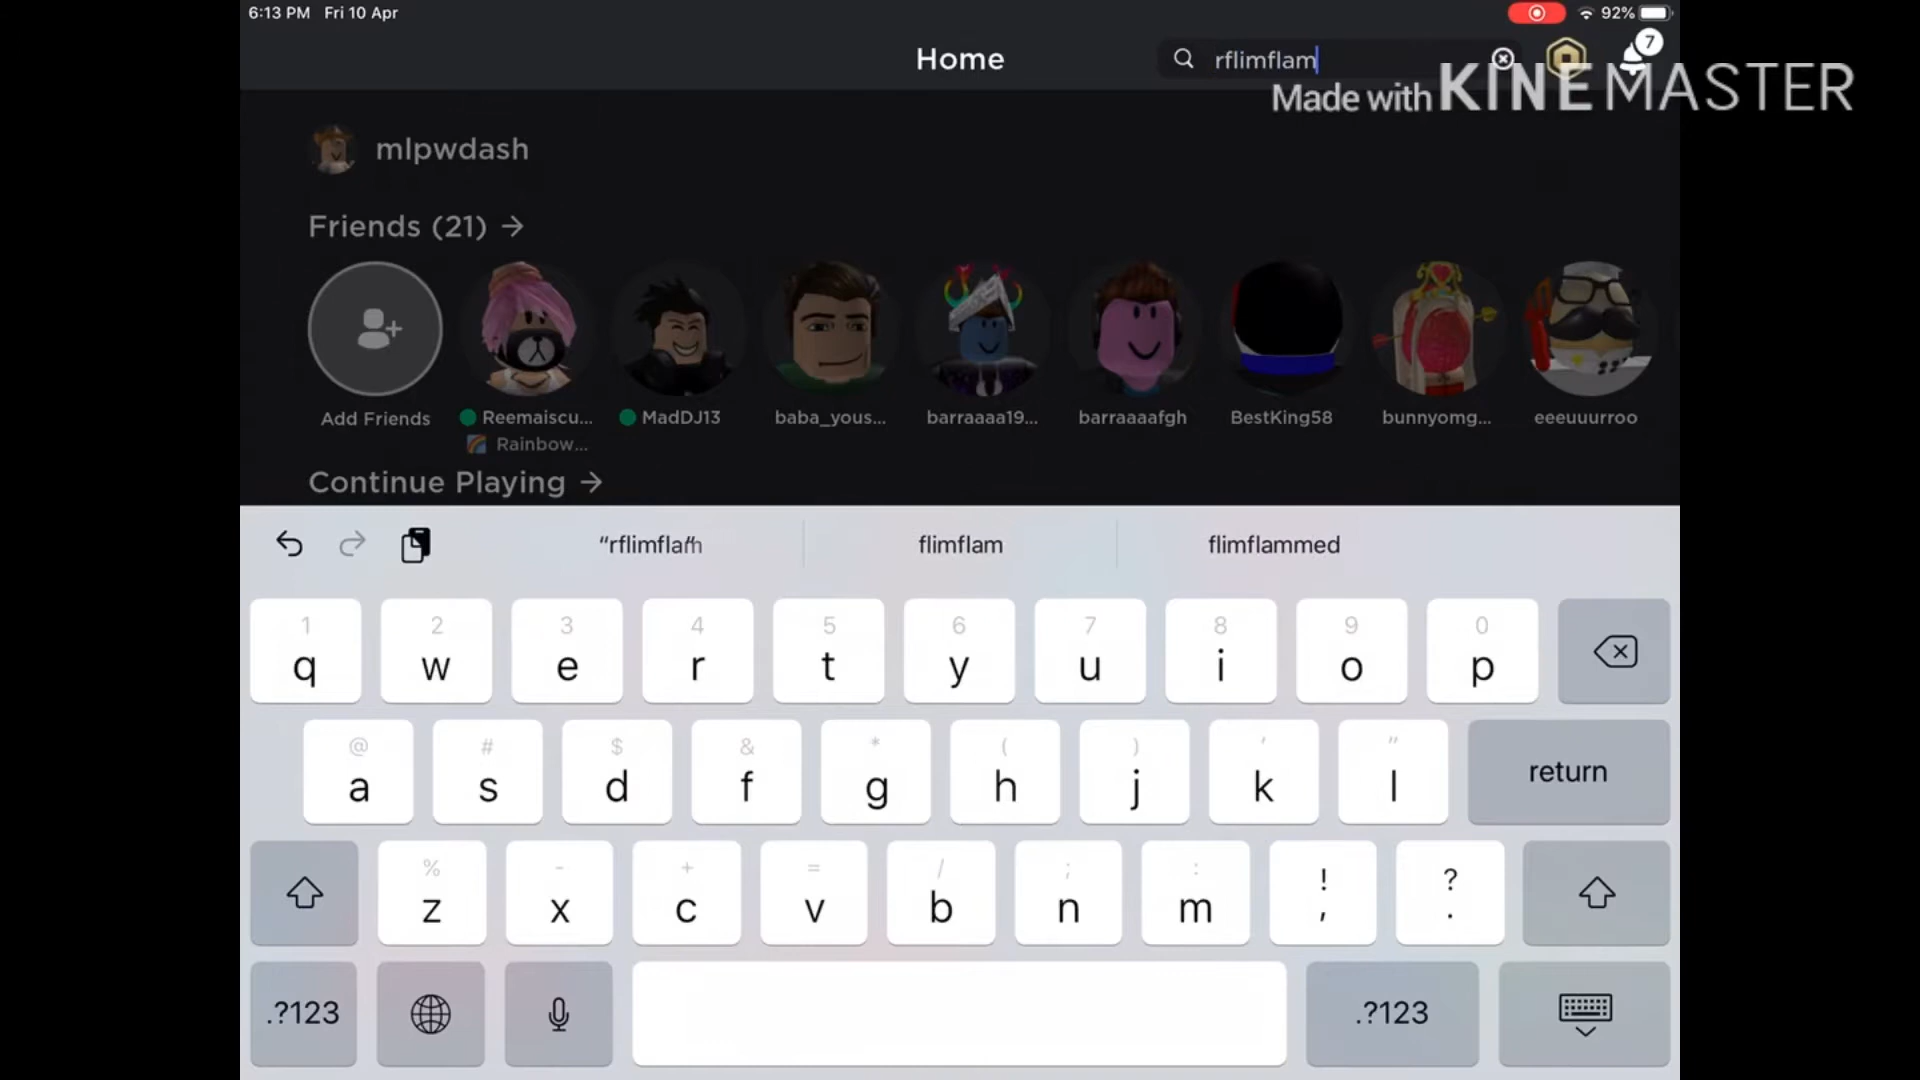 6:13 PM Fri 10 Apr
92%
Home
rflimflam
7
Made with KINEMASTER
mlpwdash
Friends (21)
Add Friends
Reemaiscu...
MadDJ13
baba_yous...
barraaaa19...
barraaaafgh
BestKing58
bunnyomg...
eeeuuurroo
Rainbow...
Continue Playing
flimflam
flimflammed
1 2 3 4 5 6 7 8 9 0
q w e r t y u i o p
@ # $ & * ( ) ' "
a s d f g h j k l return
% - + = / ; : ! ?
z x c v b n m , .
.?123 .?123